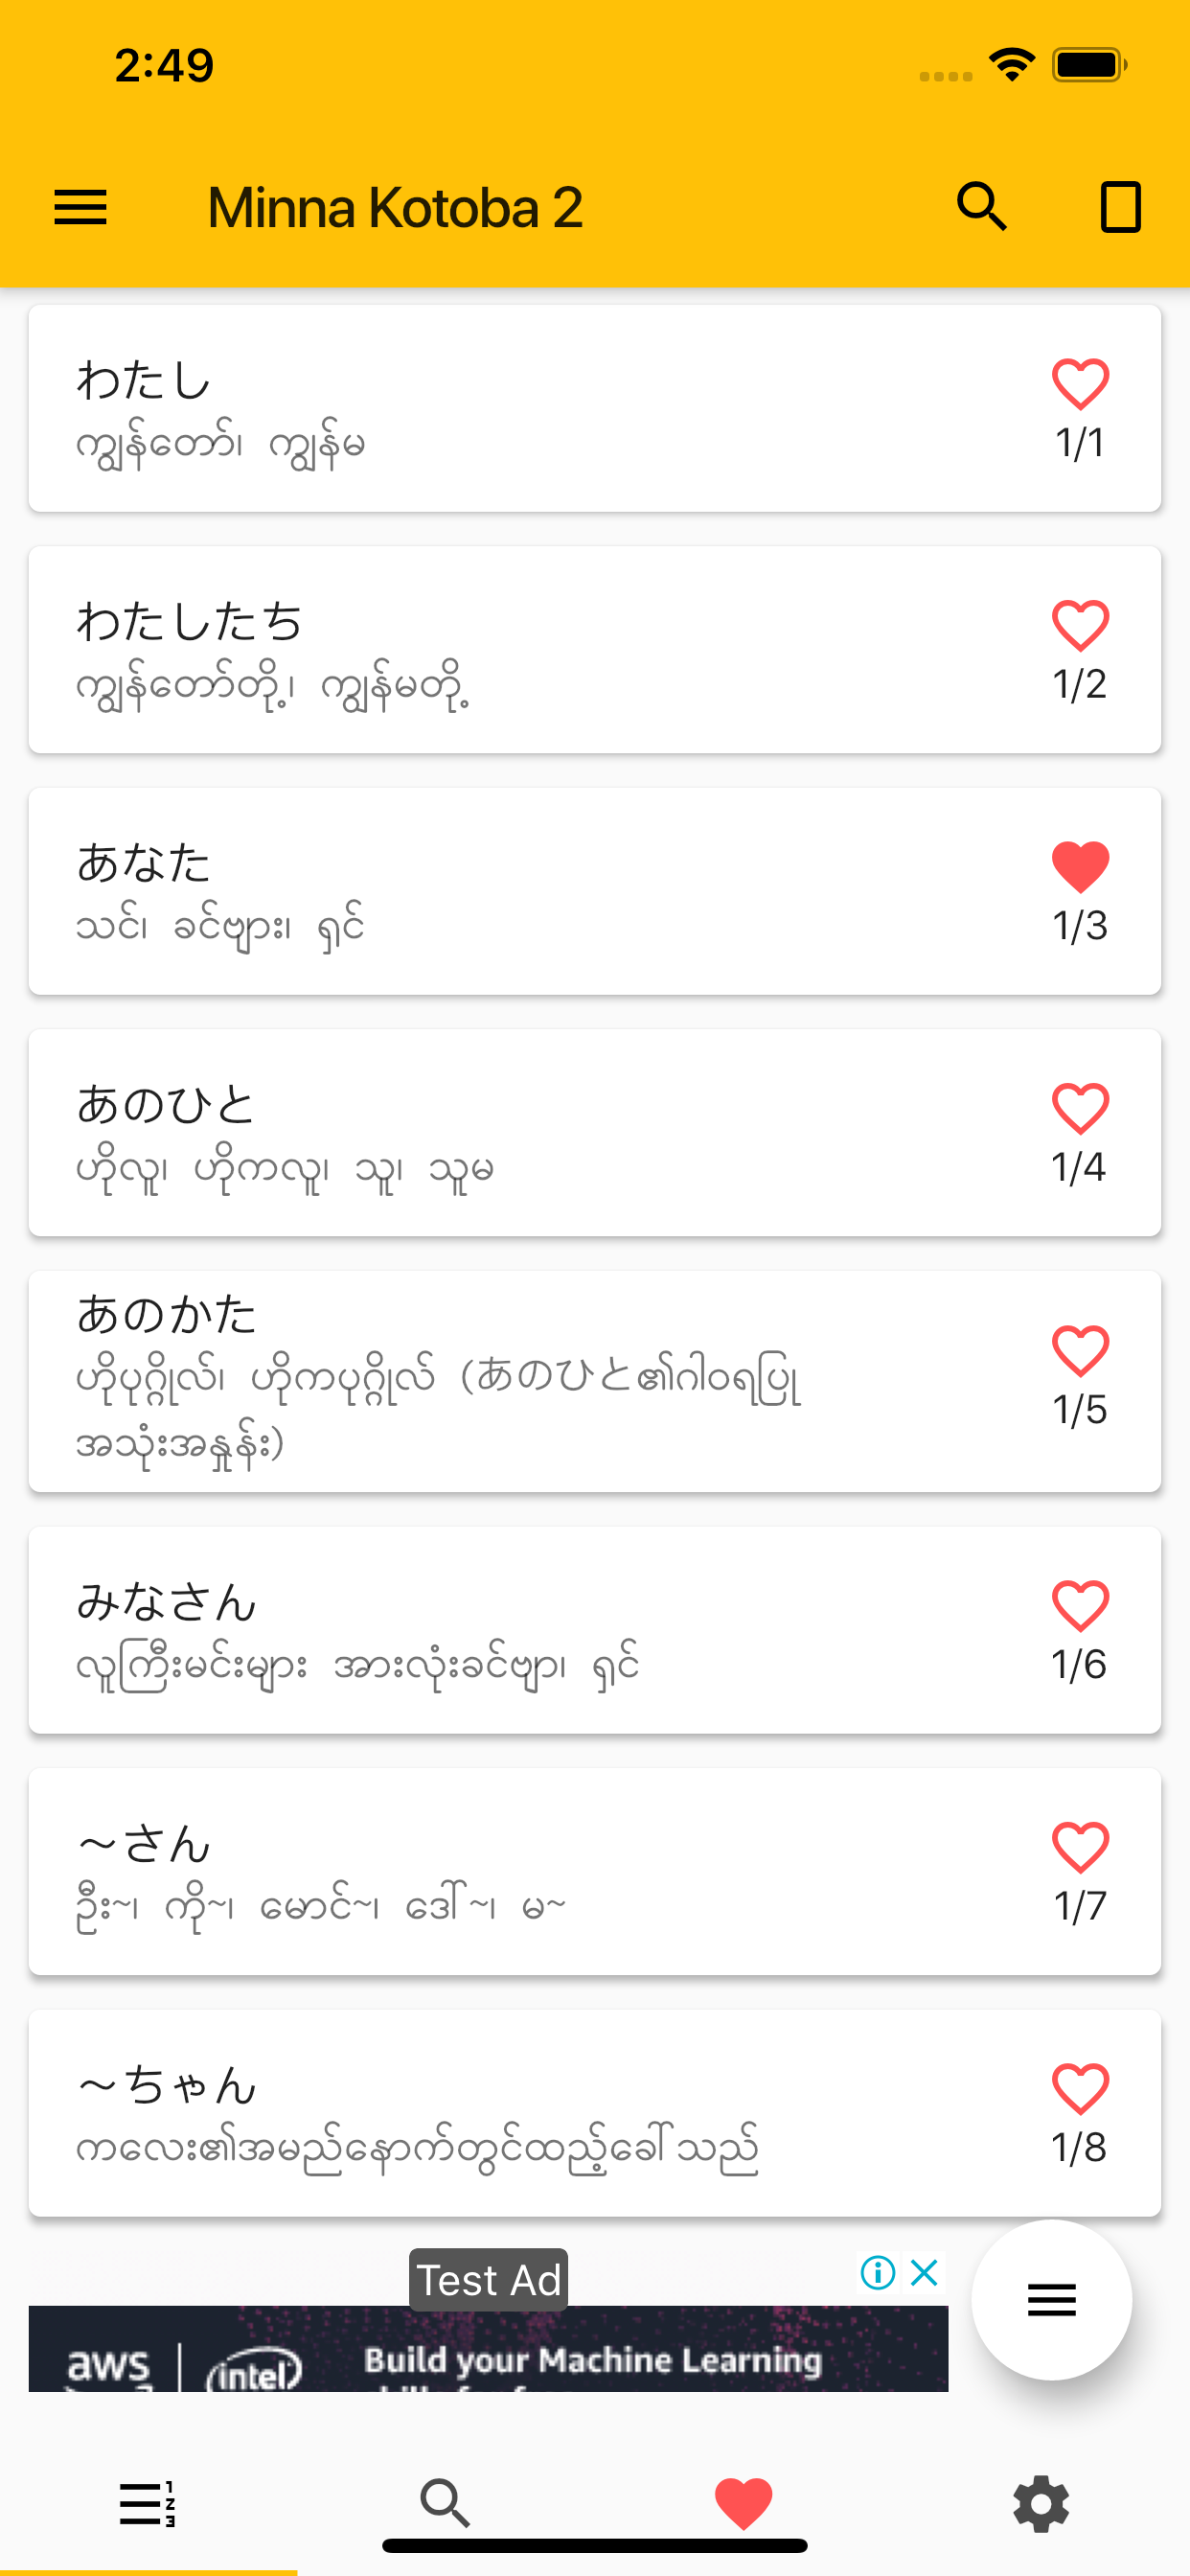 2:49
Minna Kotoba 2
わたし
ကျွန်တော်၊ ကျွန်မ
1/1
わたしたち
ကျွန်တော်တို့၊ ကျွန်မတို့
1/2
あなた
သင်၊ ခင်ဗျား၊ ရှင်
1/3
あのひと
ဟိုလူ၊ ဟိုကလူ၊ သူ၊ သူမ
1/4
あのかた
ဟိုပုဂ္ဂိုလ်၊ ဟိုကပုဂ္ဂိုလ် (あのひと၏ဂါဝရပြု
အသုံးအနှုန်း)
1/5
みなさん
လူကြီးမင်းများ အားလုံးခင်ဗျာ၊ ရှင်
1/6
～さん
ဦး~၊ ကို~၊ မောင်~၊ ဒေါ်~၊ မ~
1/7
～ちゃん
ကလေး၏အမည်နောက်တွင်ထည့်ခေါ်သည်
1/8
Test Ad
aws
intel
Build your Machine Learning
1
2
3